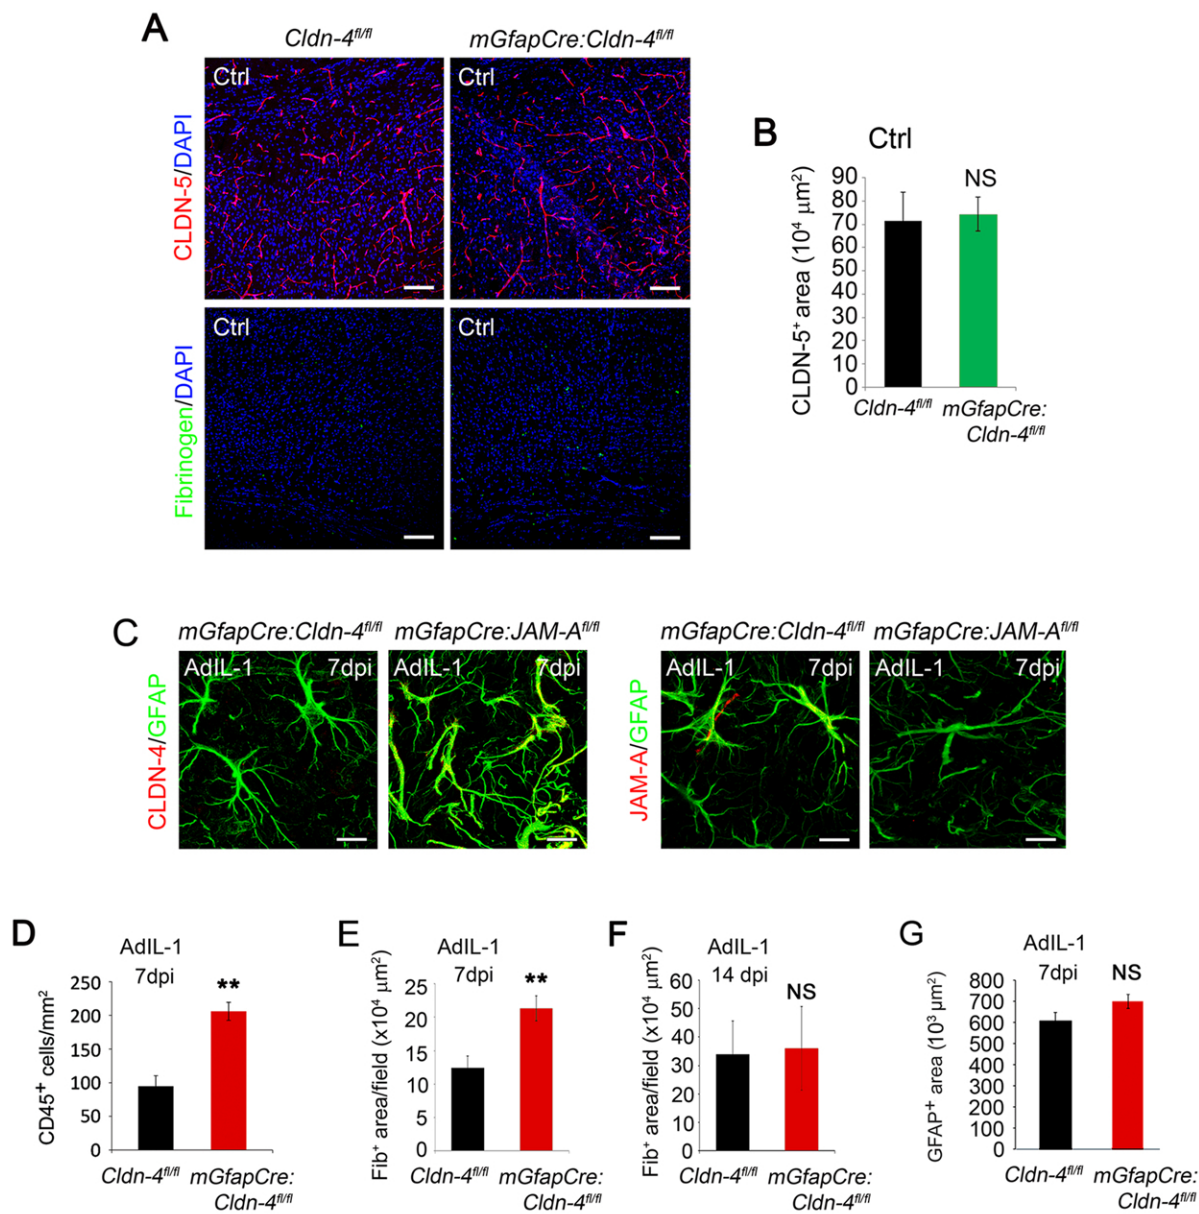 A
Cldn-4fl/fl
mGfapCre:Cldn-4fl/fl
CLDN-5/DAPI
Ctrl
Ctrl
Fibrinogen/DAPI
Ctrl
Ctrl
B
Ctrl
CLDN-5+ area (10⁴ µm²)
90
80
70
60
50
40
30
20
10
0
NS
Cldn-4fl/fl
mGfapCre:
Cldn-4fl/fl
C
mGfapCre:Cldn-4fl/fl
mGfapCre:JAM-Afl/fl
mGfapCre:Cldn-4fl/fl
mGfapCre:JAM-Afl/fl
CLDN-4/GFAP
AdIL-1 7dpi
AdIL-1 7dpi
JAM-A/GFAP
AdIL-1 7dpi
AdIL-1 7dpi
D
AdIL-1
7dpi
**
CD45+ cells/mm²
250
200
150
100
50
0
Cldn-4fl/fl
mGfapCre:
Cldn-4fl/fl
E
AdIL-1
7dpi
**
Fib+ area/field (x10⁴ µm²)
25
20
15
10
5
0
Cldn-4fl/fl
mGfapCre:
Cldn-4fl/fl
F
AdIL-1
14 dpi
NS
Fib+ area/field (x10⁴ µm²)
60
50
40
30
20
10
0
Cldn-4fl/fl
mGfapCre:
Cldn-4fl/fl
G
AdIL-1
7dpi
NS
GFAP+ area (10³ µm²)
800
700
600
500
400
300
200
100
0
Cldn-4fl/fl
mGfapCre:
Cldn-4fl/fl